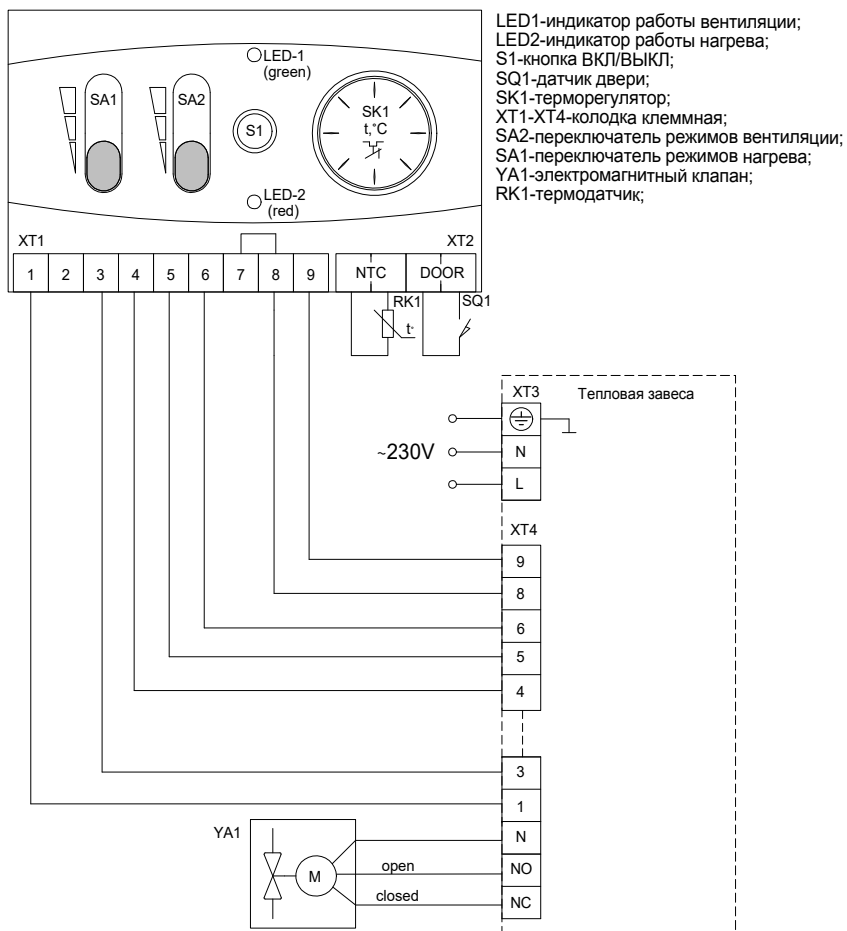 LED1-индикатор работы вентиляции;
LED2-индикатор работы нагрева;
S1-кнопка ВКЛ/ВЫКЛ;
SQ1-датчик двери;
SK1-терморегулятор;
XT1-XT4-колодка клеммная;
SA2-переключатель режимов вентиляции;
SA1-переключатель режимов нагрева;
YA1-электромагнитный клапан;
RK1-термодатчик;
LED-1
(green)
SA1
SA2
S1
SK1
t,°C
LED-2
(red)
XT1
XT2
1 2 3 4 5 6 7 8 9 NTC DOOR
RK1
SQ1
t°
XT3
Тепловая завеса
~230V
N
L
XT4
9
8
6
5
4
3
1
YA1
N
M
open
NO
closed
NC